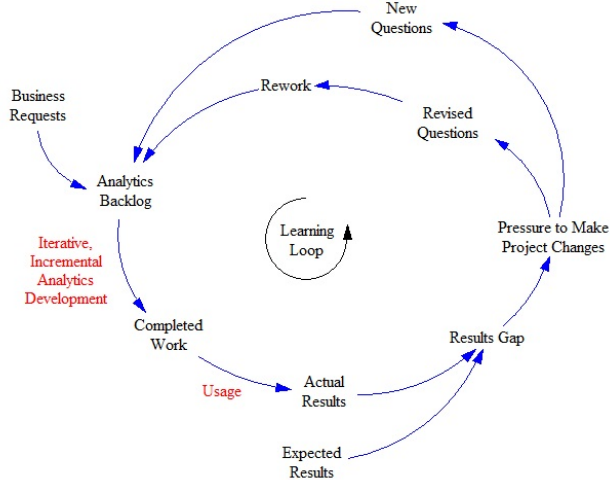 New
Questions
Rework
Business
Requests
Revised
Questions
Analytics
Backlog
Learning
Loop
Pressure to Make
Project Changes
Iterative,
Incremental
Analytics
Development
Completed
Work
Results Gap
Usage
Actual
Results
Expected
Results